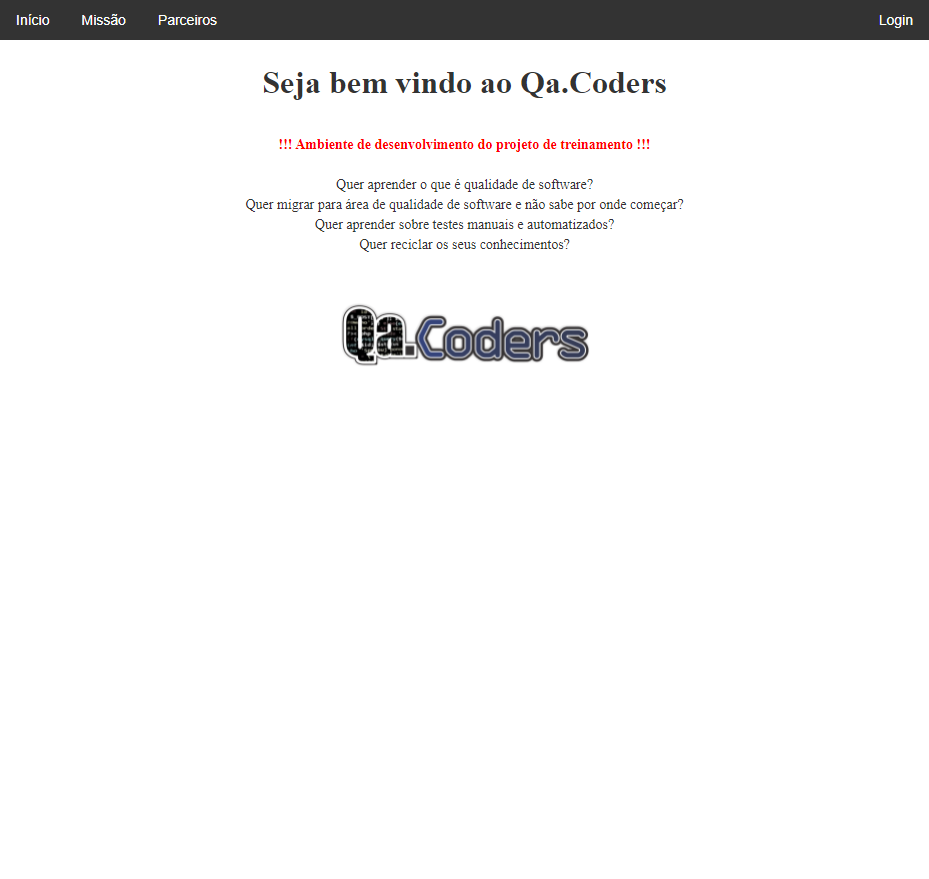 Início Missão Parceiros Login
Seja bem vindo ao Qa.Coders
!!! Ambiente de desenvolvimento do projeto de treinamento !!!
Quer aprender o que é qualidade de software?
Quer migrar para área de qualidade de software e não sabe por onde começar?
Quer aprender sobre testes manuais e automatizados?
Quer reciclar os seus conhecimentos?
Qa.Coders